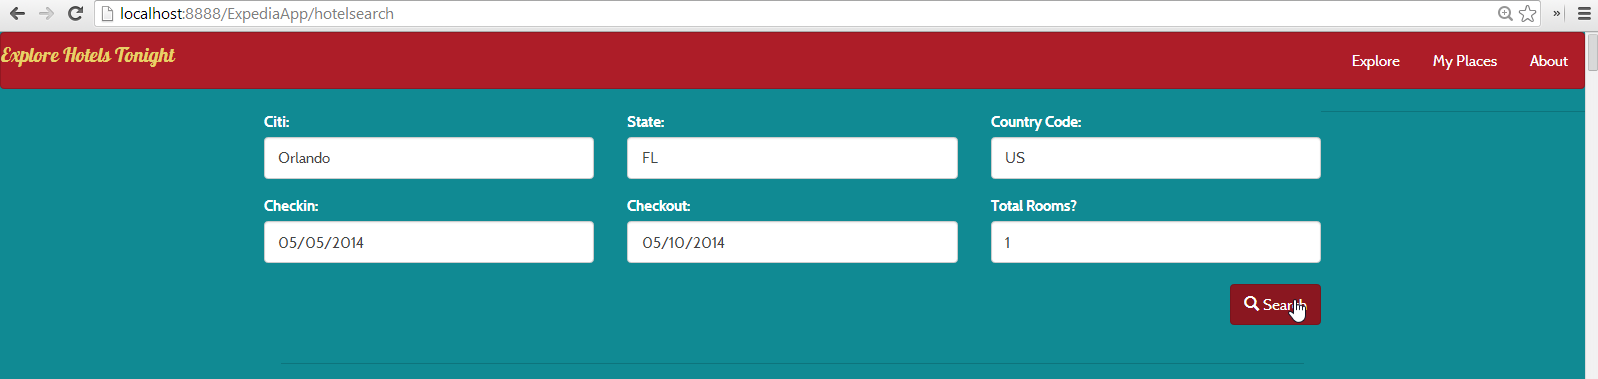 localhost:8888/ExpediaApp/hotelsearch
»
Explore Hotels Tonight
Explore My Places About
Citi: State: Country Code:
Orlando FL US
Checkin: Checkout: Total Rooms?
05/05/2014 05/10/2014 1
Search